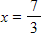 x = 7/3